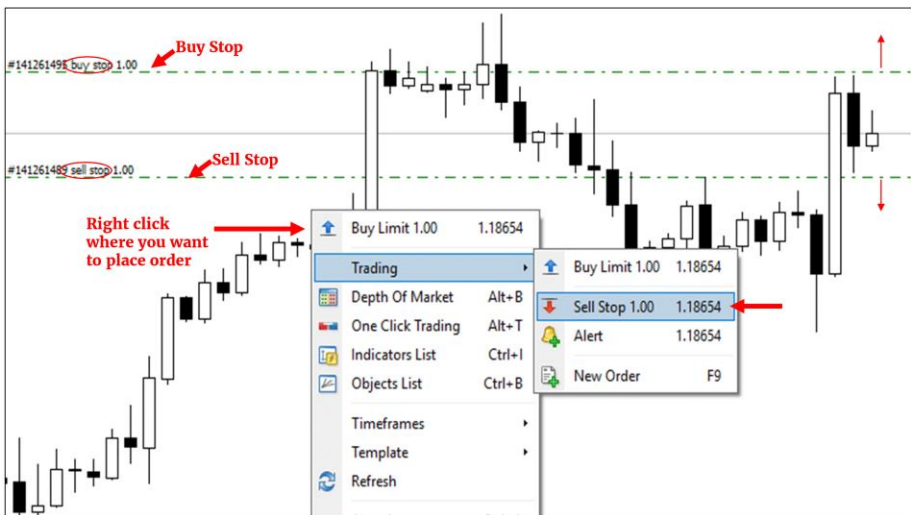 Buy Stop
#141261495 buy stop 1.00
Sell Stop
#141261489 sell stop 1.00
Right click
where you want
to place order
Buy Limit 1.00 1.18654
Trading
Depth Of Market Alt+B
One Click Trading Alt+T
Indicators List Ctrl+I
Objects List Ctrl+B
Timeframes
Template
Refresh
Buy Limit 1.00 1.18654
Sell Stop 1.00 1.18654
Alert 1.18654
New Order F9